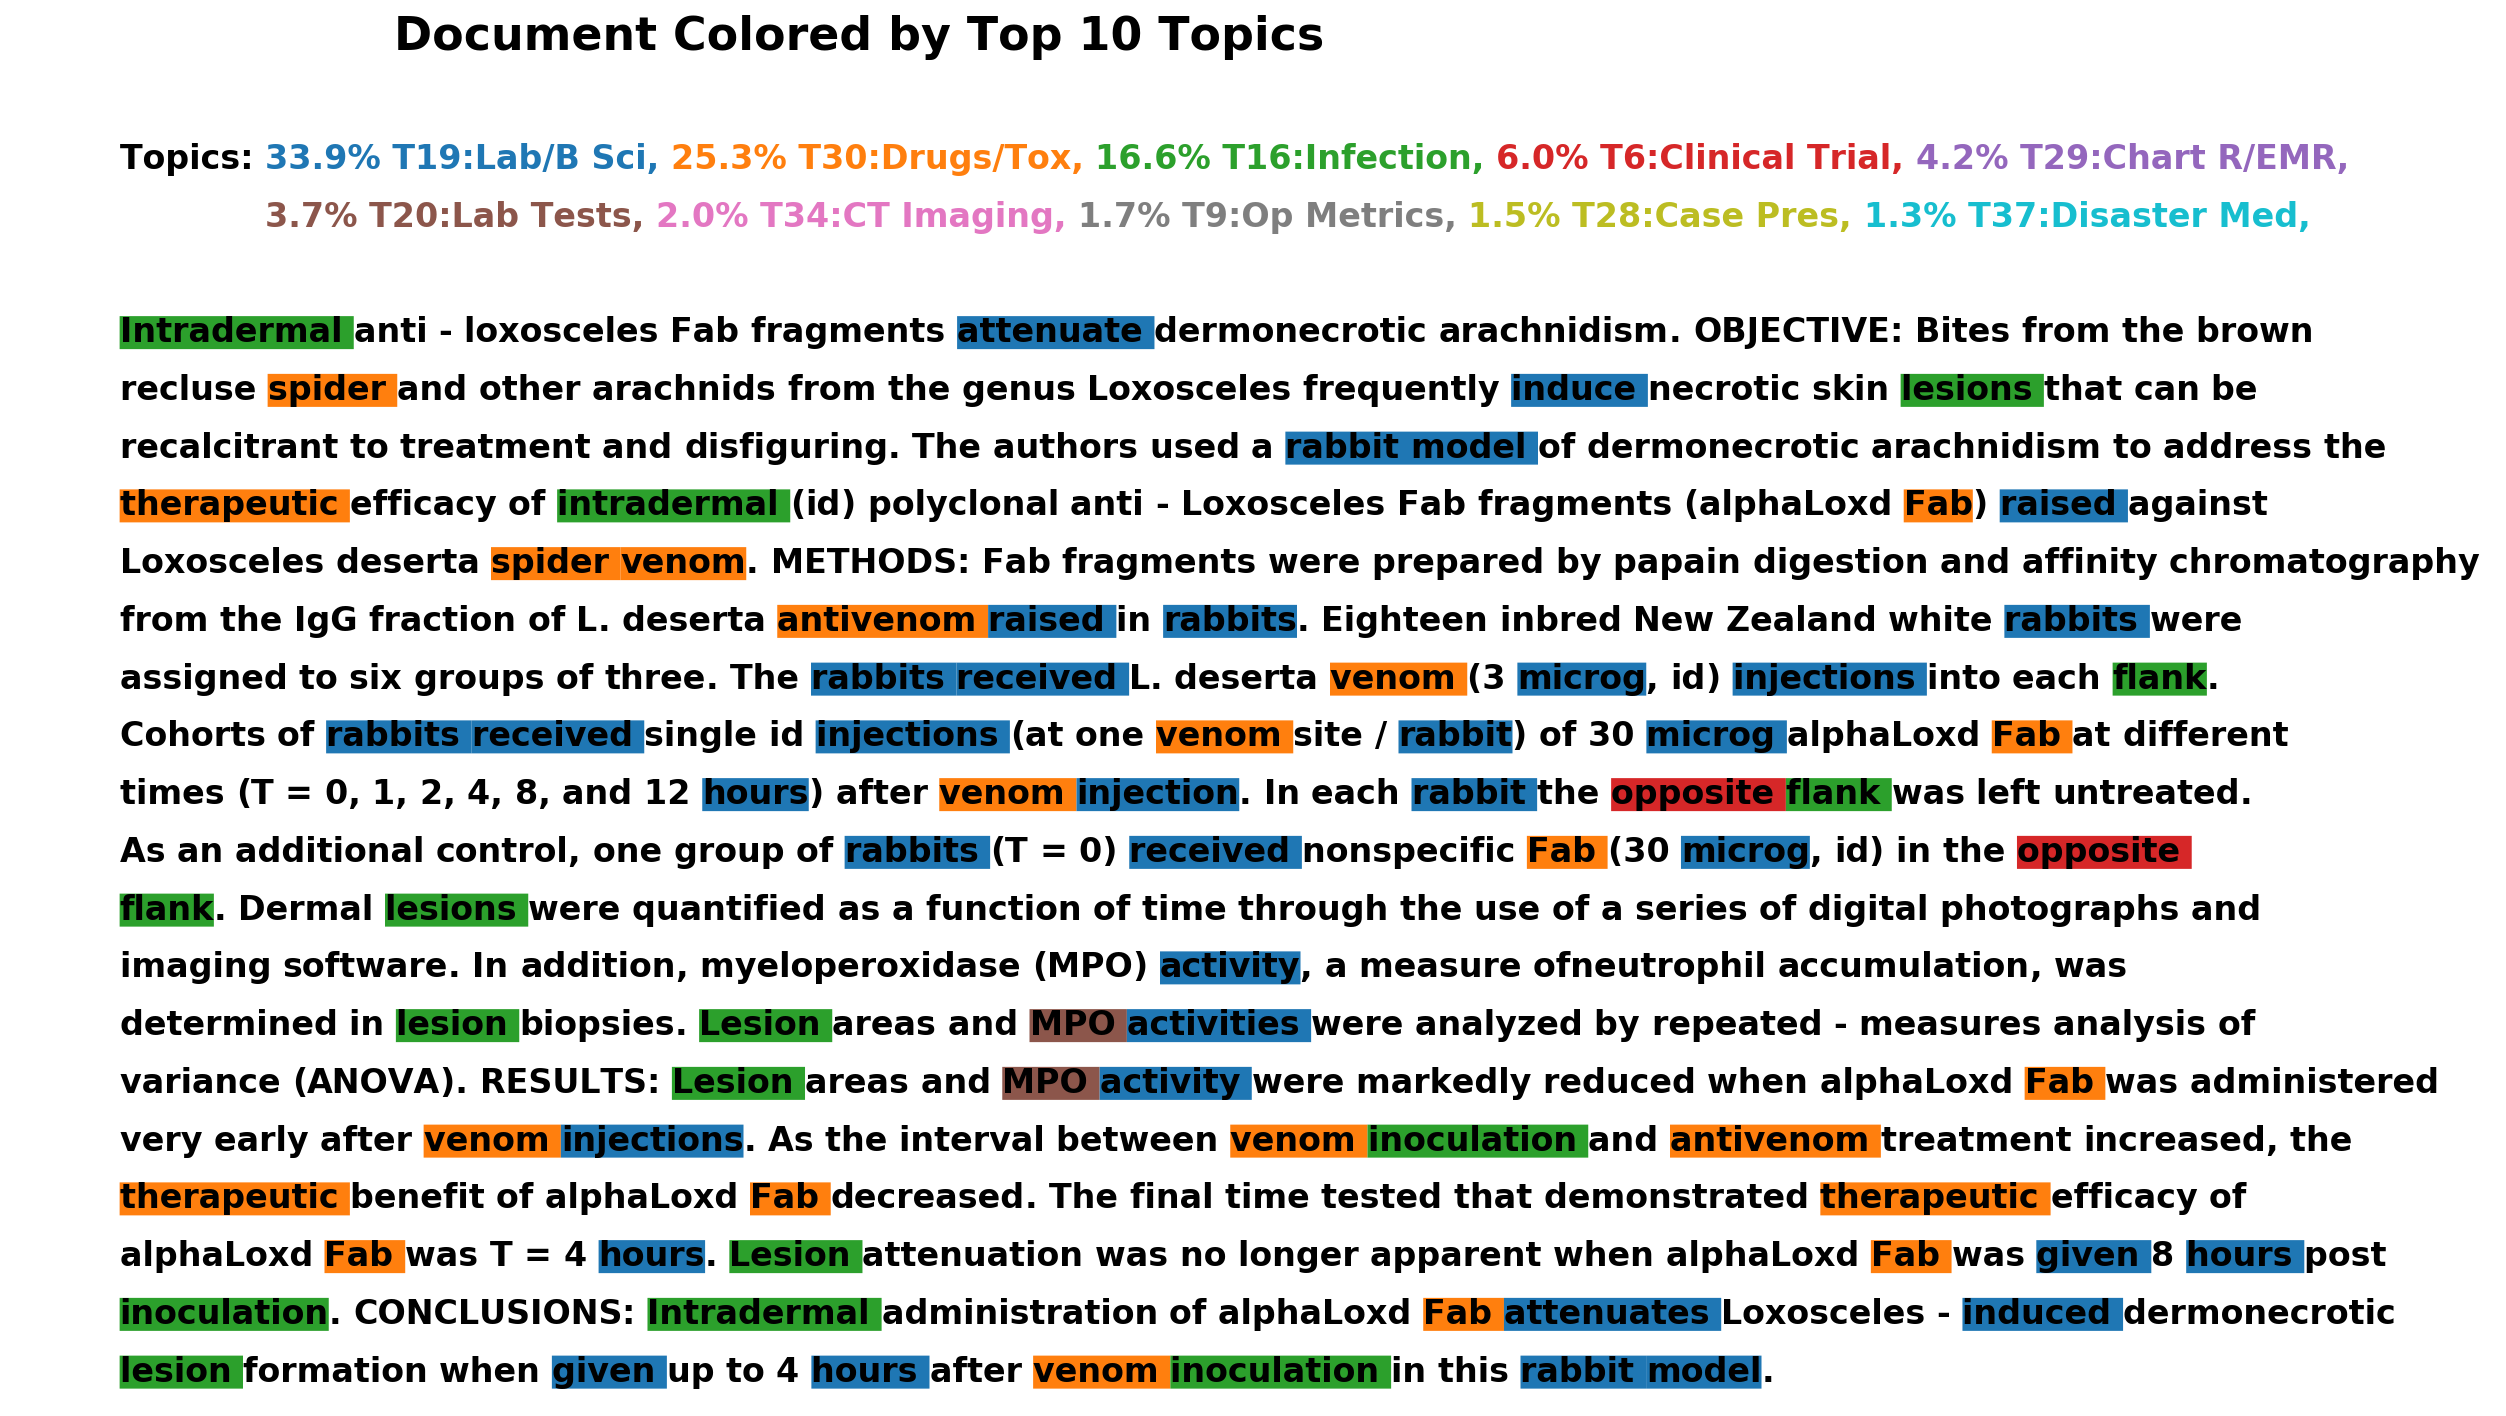 Document Colored by Top 10 Topics
Topics: 33.9% T19:Lab/B Sci, 25.3% T30:Drugs/Tox, 16.6% T16:Infection, 6.0% T6:Clinical Trial, 4.2% T29:Chart R/EMR,
3.7% T20:Lab Tests, 2.0% T34:CT Imaging, 1.7% T9:Op Metrics, 1.5% T28:Case Pres, 1.3% T37:Disaster Med,
Intradermal anti - loxosceles Fab fragments attenuate dermonecrotic arachnidism. OBJECTIVE: Bites from the brown
recluse spider and other arachnids from the genus Loxosceles frequently induce necrotic skin lesions that can be
recalcitrant to treatment and disfiguring. The authors used a rabbit model of dermonecrotic arachnidism to address the
therapeutic efficacy of intradermal (id) polyclonal anti - Loxosceles Fab fragments (alphaLoxd Fab) raised against
Loxosceles deserta spider venom. METHODS: Fab fragments were prepared by papain digestion and affinity chromatography
from the IgG fraction of L. deserta antivenom raised in rabbits. Eighteen inbred New Zealand white rabbits were
assigned to six groups of three. The rabbits received L. deserta venom (3 microg, id) injections into each flank.
Cohorts of rabbits received single id injections (at one venom site / rabbit) of 30 microg alphaLoxd Fab at different
times (T = 0, 1, 2, 4, 8, and 12 hours) after venom injection. In each rabbit the opposite flank was left untreated.
As an additional control, one group of rabbits (T = 0) received nonspecific Fab (30 microg, id) in the opposite
flank. Dermal lesions were quantified as a function of time through the use of a series of digital photographs and
imaging software. In addition, myeloperoxidase (MPO) activity, a measure ofneutrophil accumulation, was
determined in lesion biopsies. Lesion areas and MPO activities were analyzed by repeated - measures analysis of
variance (ANOVA). RESULTS: Lesion areas and MPO activity were markedly reduced when alphaLoxd Fab was administered
very early after venom injections. As the interval between venom inoculation and antivenom treatment increased, the
therapeutic benefit of alphaLoxd Fab decreased. The final time tested that demonstrated therapeutic efficacy of
alphaLoxd Fab was T = 4 hours. Lesion attenuation was no longer apparent when alphaLoxd Fab was given 8 hours post
inoculation. CONCLUSIONS: Intradermal administration of alphaLoxd Fab attenuates Loxosceles - induced dermonecrotic
lesion formation when given up to 4 hours after venom inoculation in this rabbit model.